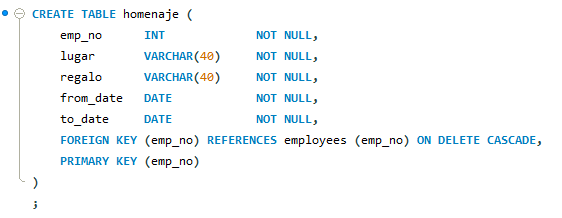 CREATE TABLE homenaje (
    emp_no      INT             NOT NULL,
    lugar       VARCHAR(40)     NOT NULL,
    regalo      VARCHAR(40)     NOT NULL,
    from_date   DATE            NOT NULL,
    to_date     DATE            NOT NULL,
    FOREIGN KEY (emp_no) REFERENCES employees (emp_no) ON DELETE CASCADE,
    PRIMARY KEY (emp_no)
)
;